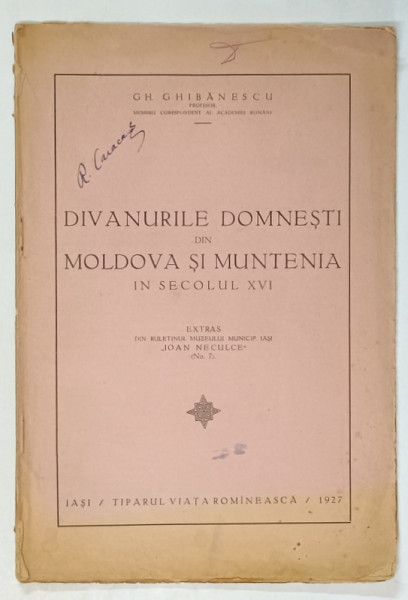 GH. GHIBĂNESCU
PROFESOR
MEMBRU CORESPONDENT AL ACADEMIEI ROMÂNE
R. Caracaș
DIVANURILE DOMNEȘTI
DIN
MOLDOVA ȘI MUNTENIA
IN SECOLUL XVI
EXTRAS
DIN BULETINUL MUZEULUI MUNICIP. IAȘI
„IOAN NECULCE”
(No. 7).
IAȘI / TIPARUL VIAȚA ROMÎNEASCĂ / 1927